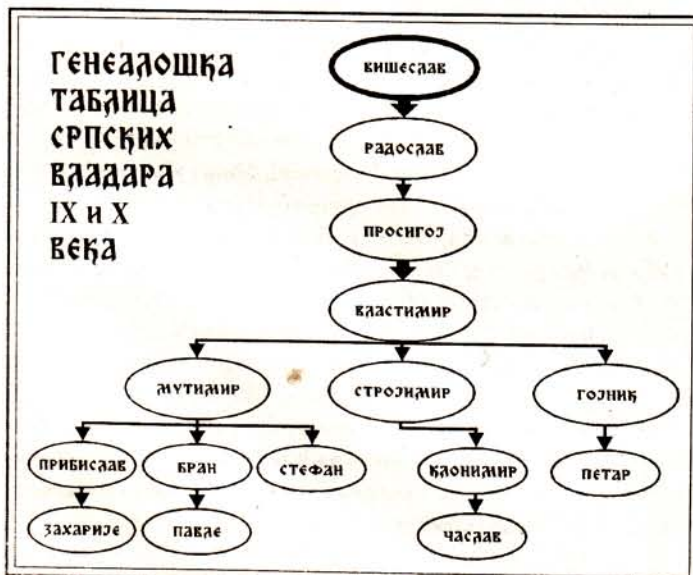 ГЕНЕАЛОШКА
ТАБЛИЦА
СРПСКИХ
ВЛАДАРА
IX и X
ВЕКА
ВИШЕСЛАВ
РАДОСЛАВ
ПРОСИГОЈ
ВЛАСТИМИР
МУТИМИР СТРОЈИМИР ГОЈНИК
ПРИБИСЛАВ БРАН СТЕФАН КЛОНИМИР ПЕТАР
ЗАХАРИЈЕ ПАВЛЕ ЧАСЛАВ